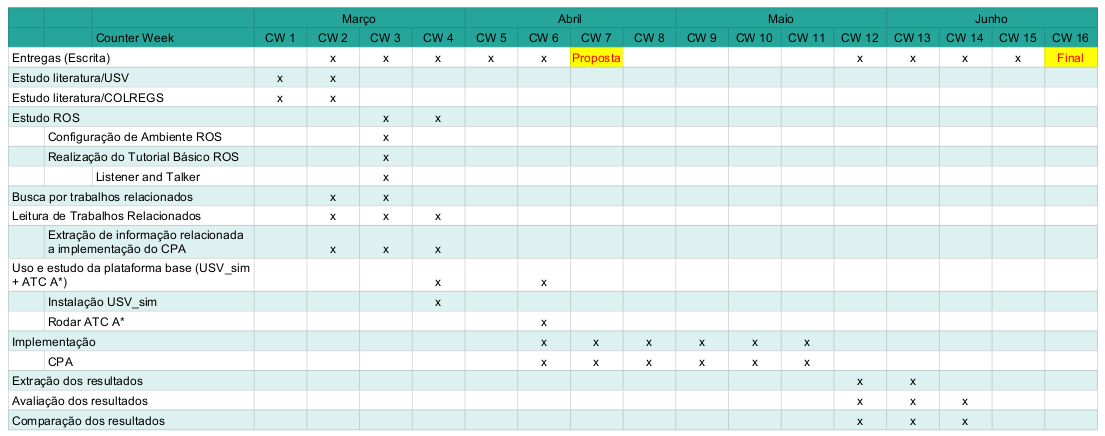 Março Abril Maio Junho
Counter Week CW 1 CW 2 CW 3 CW 4 CW 5 CW 6 CW 7 CW 8 CW 9 CW 10 CW 11 CW 12 CW 13 CW 14 CW 15 CW 16
Entregas (Escrita) x x x x x Proposta x x x x Final
Estudo literatura/USV x x
Estudo literatura/COLREGS x x
Estudo ROS x x
Configuração de Ambiente ROS x
Realização do Tutorial Básico ROS x
Listener and Talker x
Busca por trabalhos relacionados x x
Leitura de Trabalhos Relacionados x x x
Extração de informação relacionada
a implementação do CPA x x x
Uso e estudo da plataforma base (USV_sim
+ ATC A*) x x
Instalação USV_sim x
Rodar ATC A* x
Implementação x x x x x x
CPA x x x x x x
Extração dos resultados x x
Avaliação dos resultados x x x
Comparação dos resultados x x x